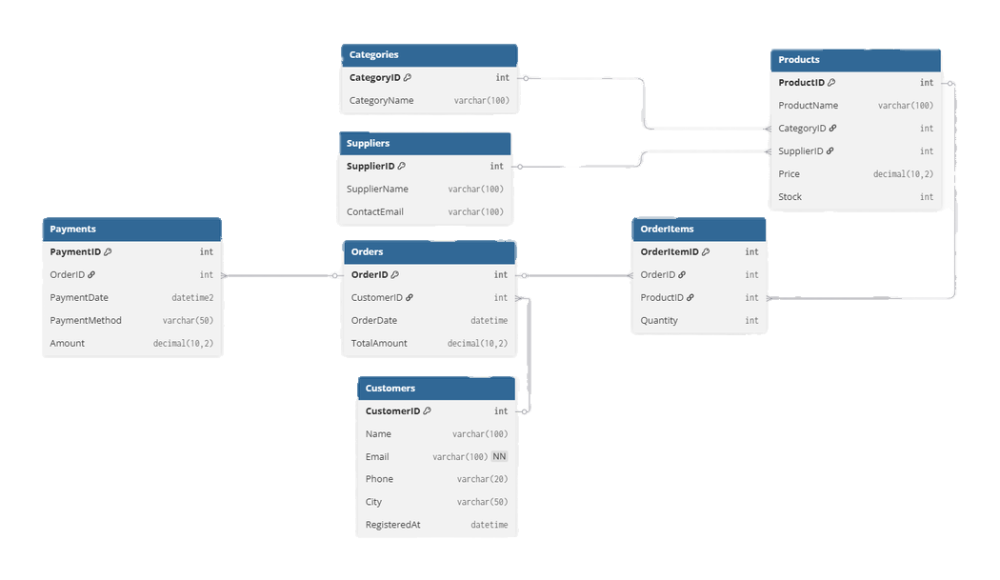 Categories
CategoryID int
CategoryName varchar(100)
Suppliers
SupplierID int
SupplierName varchar(100)
ContactEmail varchar(100)
Products
ProductID int
ProductName varchar(100)
CategoryID int
SupplierID int
Price decimal(10,2)
Stock int
Payments
PaymentID int
OrderID int
PaymentDate datetime2
PaymentMethod varchar(50)
Amount decimal(10,2)
Orders
OrderID int
CustomerID int
OrderDate datetime
TotalAmount decimal(10,2)
OrderItems
OrderItemID int
OrderID int
ProductID int
Quantity int
Customers
CustomerID int
Name varchar(100)
Email varchar(100) NN
Phone varchar(20)
City varchar(50)
RegisteredAt datetime